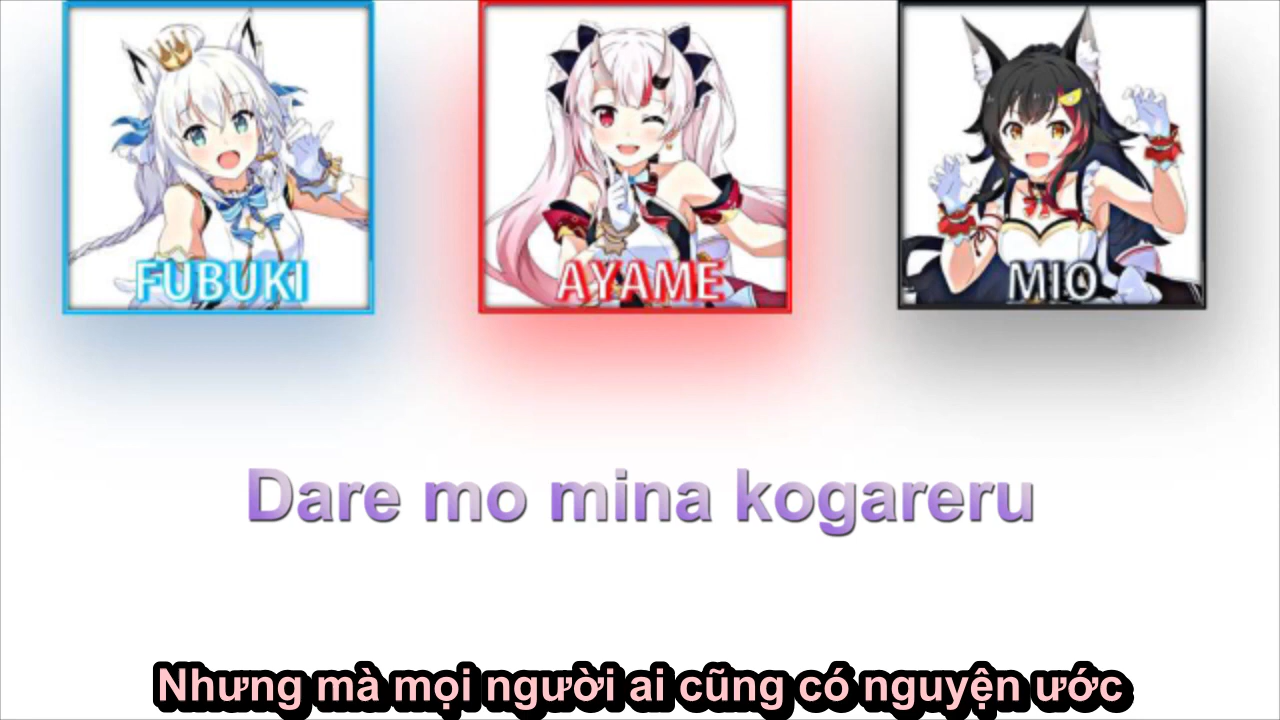 FUBUKI
AYAME
MIO
Dare mo mina kogareru
Nhưng mà mọi người ai cũng có nguyện ước